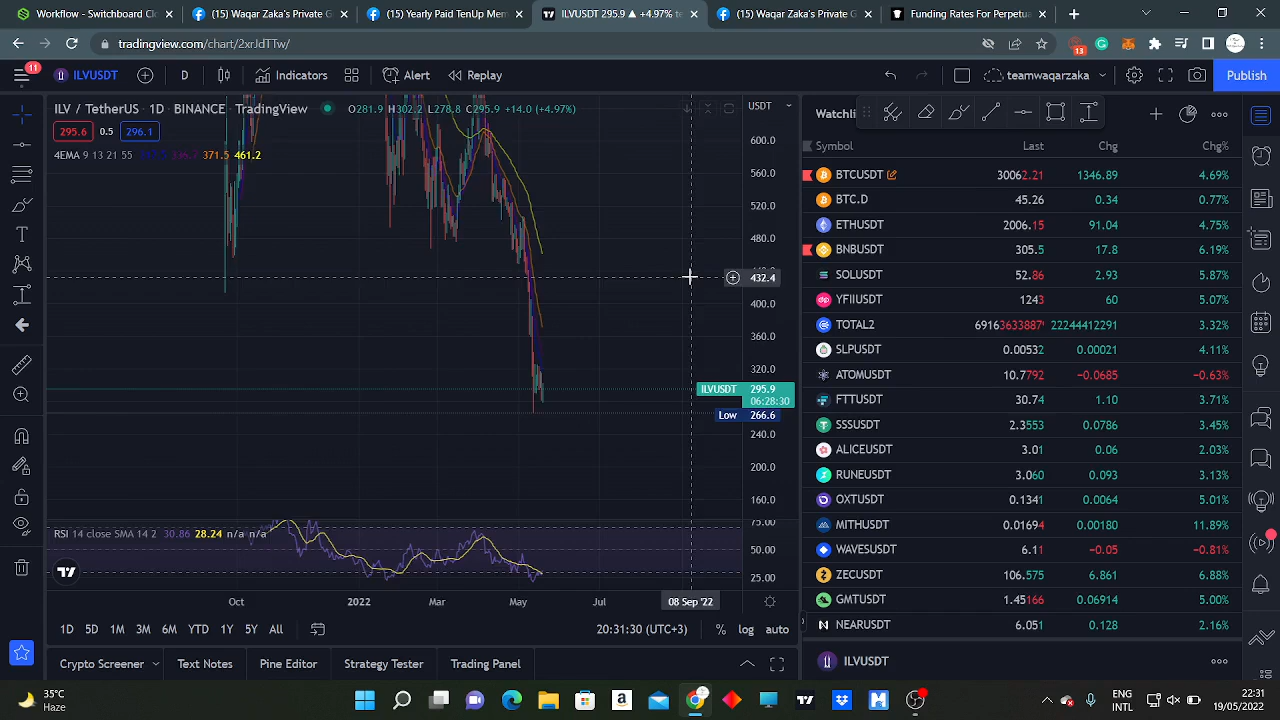 Workflow - Switched Cl
(15) Waqar Zaka's Private G
(15) Yearly Paid TenUp Mem
ILVUSDT 295.9 ▲ +4.97% te
(15) Waqar Zaka's Private G
Funding Rates For Perpetua
tradingview.com/chart/2xrJdTTw/
13
11
ILVUSDT
D
Indicators
Alert
Replay
teamwaqarzaka
Publish
ILV / TetherUS · 1D · BINANCE · TradingView
O281.9 H302.2 L278.8 C295.9 +14.0 (+4.97%)
USDT
295.6 0.5 296.1
4EMA 9 13 21 55
371.5 461.2
600.0
560.0
520.0
480.0
432.4
400.0
360.0
320.0
ILVUSDT 295.9
06:28:30
Low 266.6
240.0
200.0
160.0
RSI 14 close SMA 14 2 30.86 28.24 n/a n/a
75.00
50.00
25.00
Oct 2022 Mar May Jul 08 Sep '22
1D 5D 1M 3M 6M YTD 1Y 5Y All
20:31:30 (UTC+3) % log auto
Crypto Screener Text Notes Pine Editor Strategy Tester Trading Panel
Watchli
Symbol Last Chg Chg%
BTCUSDT 30062.21 1346.89 4.69%
BTC.D 45.26 0.34 0.77%
ETHUSDT 2006.15 91.04 4.75%
BNBUSDT 305.5 17.8 6.19%
SOLUSDT 52.86 2.93 5.87%
YFIIUSDT 1243 60 5.07%
TOTAL2 69163633887 22244412291 3.32%
SLPUSDT 0.00532 0.00021 4.11%
ATOMUSDT 10.7792 −0.0685 −0.63%
FTTUSDT 30.74 1.10 3.71%
SSSUSDT 2.3553 0.0786 3.45%
ALICEUSDT 3.01 0.06 2.03%
RUNEUSDT 3.060 0.093 3.13%
OXTUSDT 0.1341 0.0064 5.01%
MITHUSDT 0.01694 0.00180 11.89%
WAVESUSDT 6.11 −0.05 −0.81%
ZECUSDT 106.575 6.861 6.88%
GMTUSDT 1.45166 0.06914 5.00%
NEARUSDT 6.051 0.128 2.16%
ILVUSDT
35°C
Haze
ENG
INTL
22:31
19/05/2022